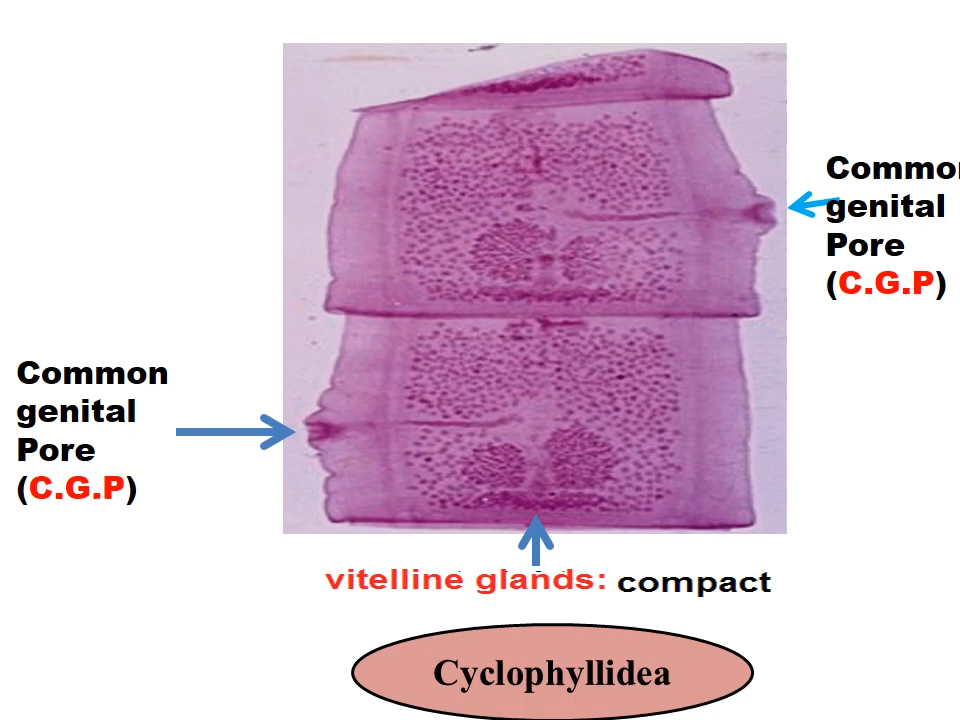 Common
genital
Pore
(C.G.P)
Common
genital
Pore
(C.G.P)
vitelline glands: compact
Cyclophyllidea